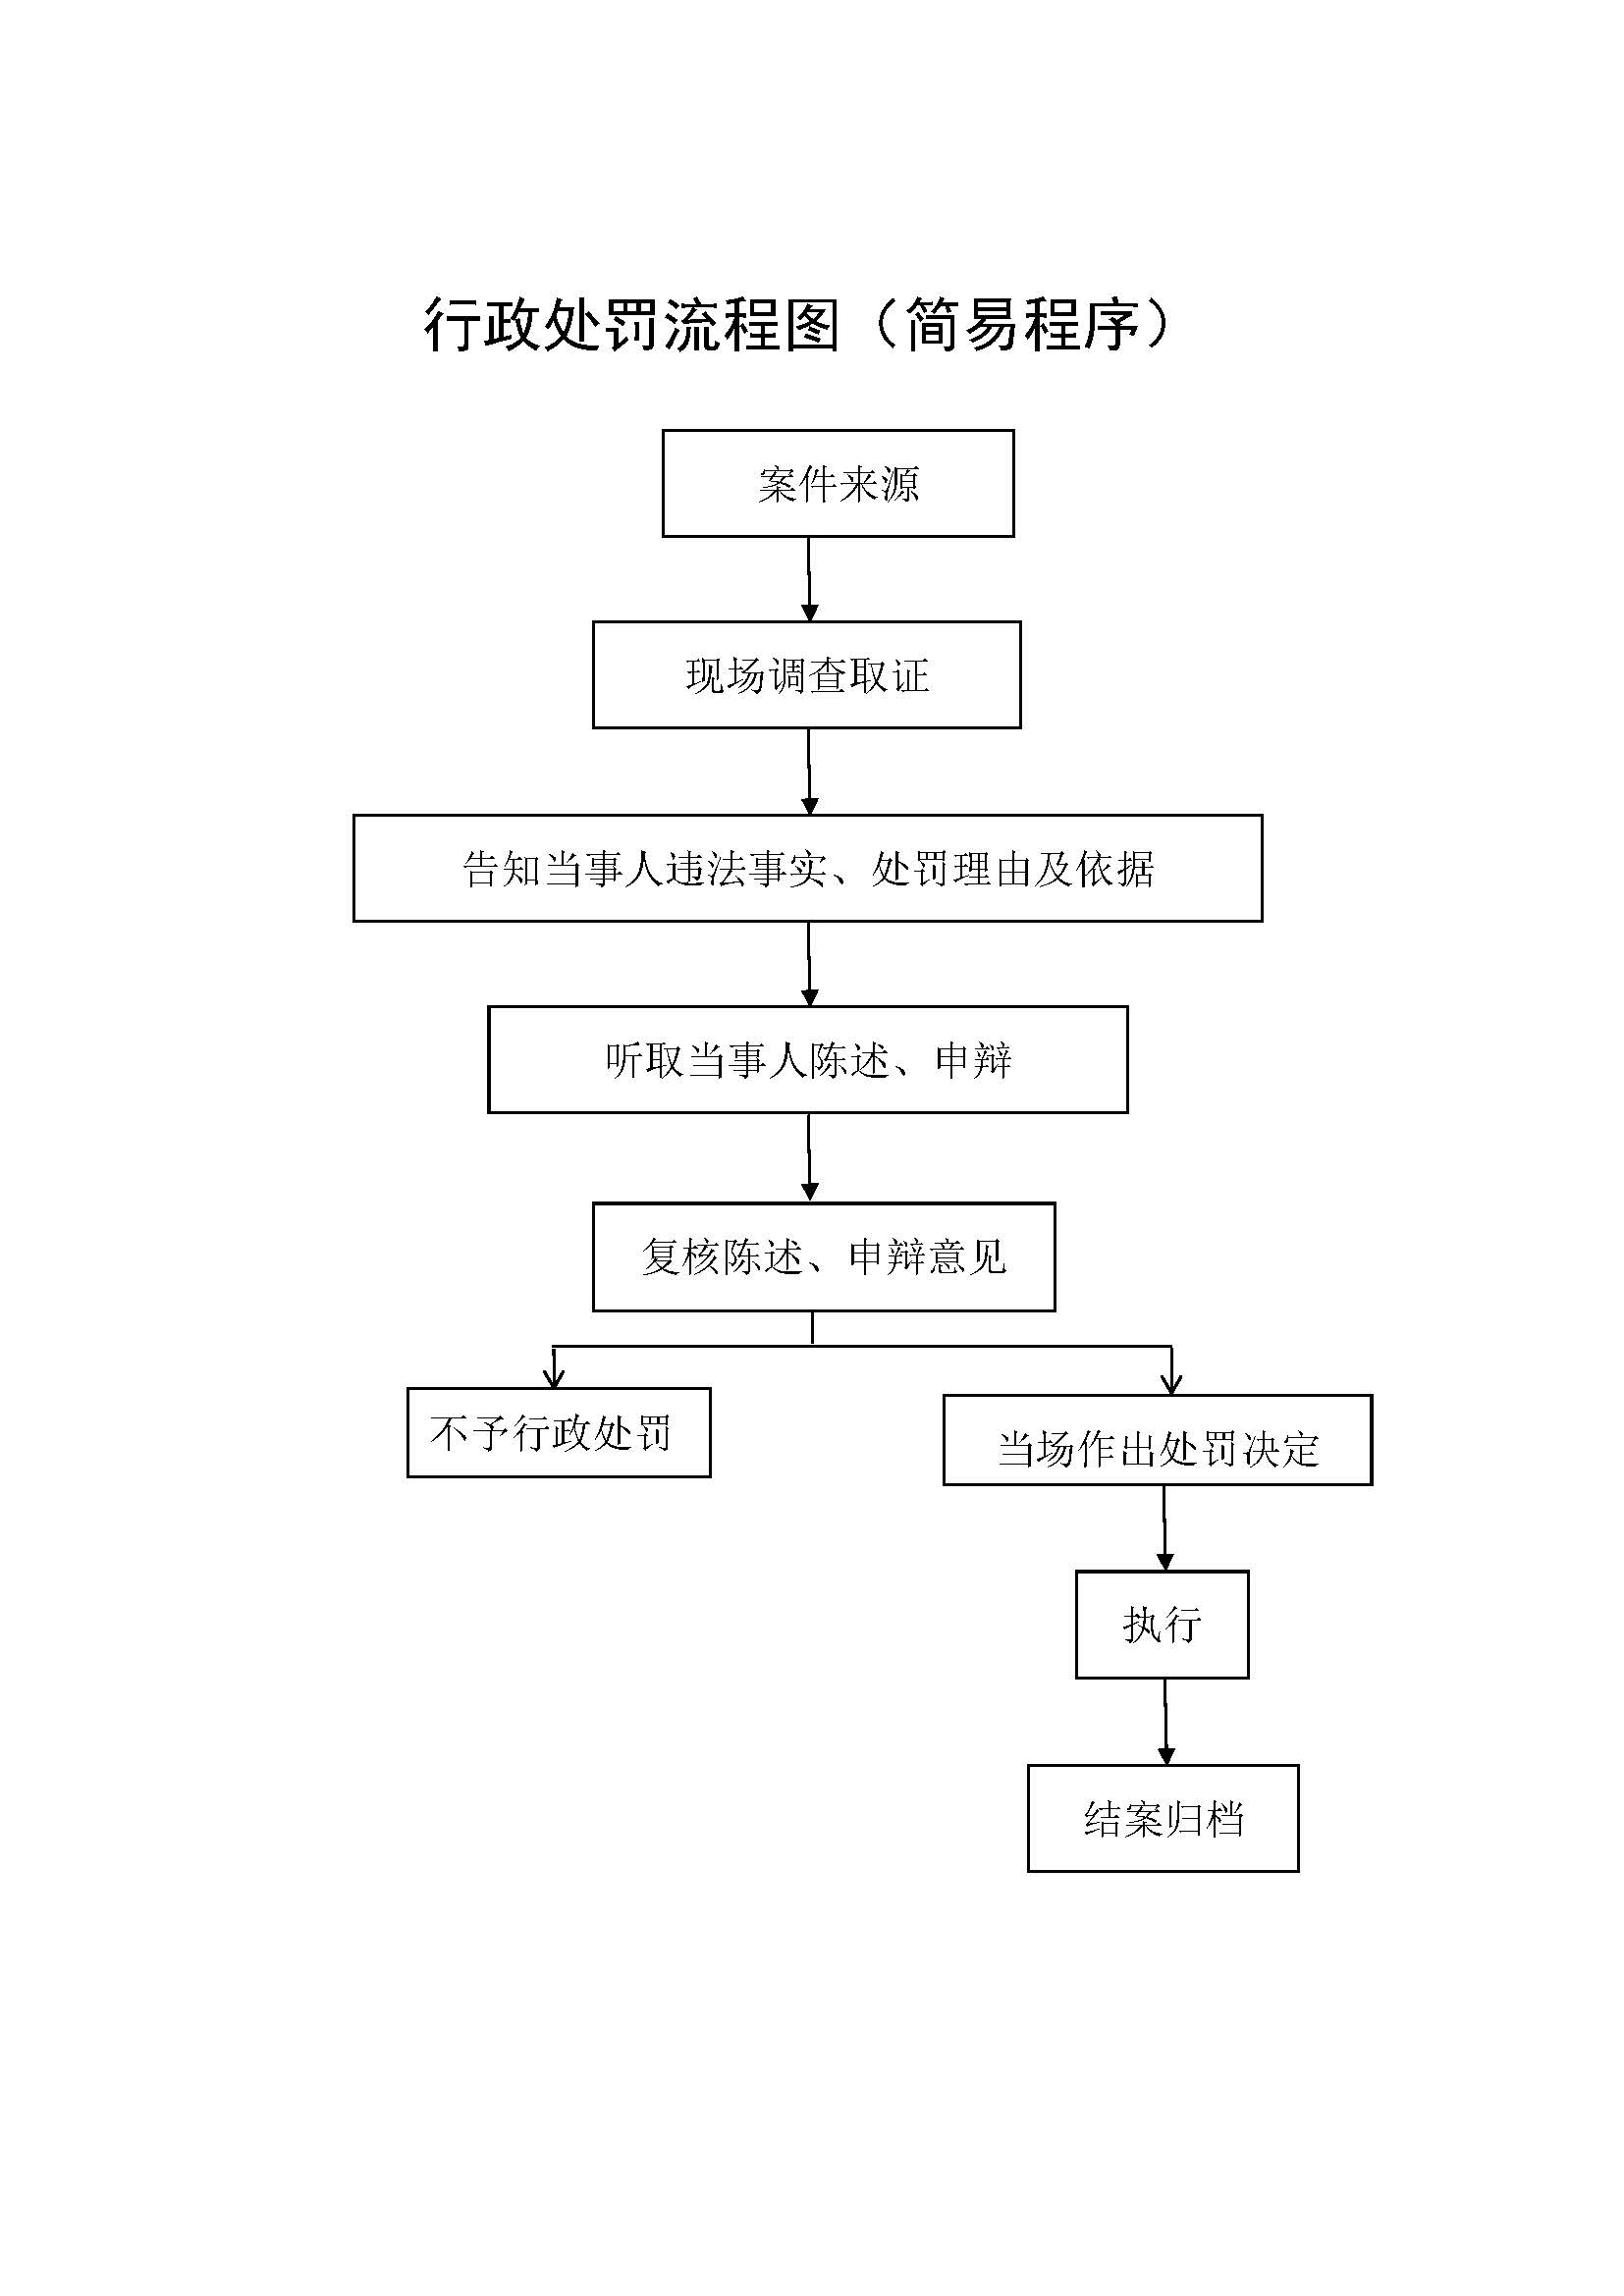 行政处罚流程图（简易程序）
案件来源
现场调查取证
告知当事人违法事实、处罚理由及依据
听取当事人陈述、申辩
复核陈述、申辩意见
不予行政处罚
当场作出处罚决定
执行
结案归档